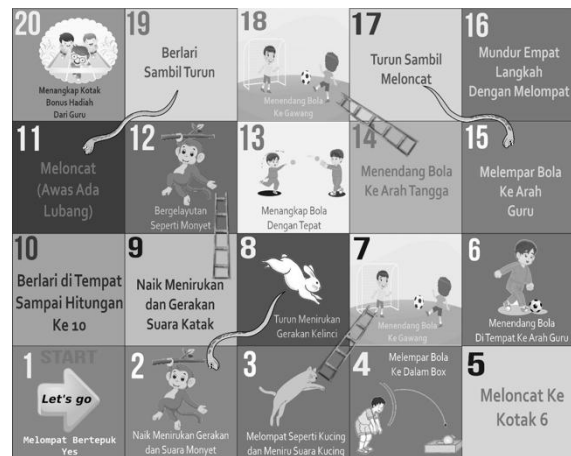 20
Menangkap Kotak
Bonus Hadiah
Dari Guru
19
Berlari
Sambil Turun
18
Menendang Bola
Ke Gawang
17
Turun Sambil
Meloncat
16
Mundur Empat
Langkah
Dengan Melompat
11
Meloncat
(Awas Ada
Lubang)
12
Bergelayutan
Seperti Monyet
13
Menangkap Bola
Dengan Tepat
14
Menendang Bola
Ke Arah Tangga
15
Melempar Bola
Ke Arah
Guru
10
Berlari di Tempat
Sampai Hitungan
Ke 10
9
Naik Menirukan
dan Gerakan
Suara Katak
8
Turun Menirukan
Gerakan Kelinci
7
Menendang Bola
Ke Gawang
6
Menendang Bola
Di Tempat Ke Arah Guru
1
START
Let's go
Melompat Bertepuk
Yes
2
Naik Menirukan Gerakan
dan Suara Monyet
3
Melompat Seperti Kucing
dan Meniru Suara Kucing
4
Melempar Bola
Ke Dalam Box
5
Meloncat Ke
Kotak 6